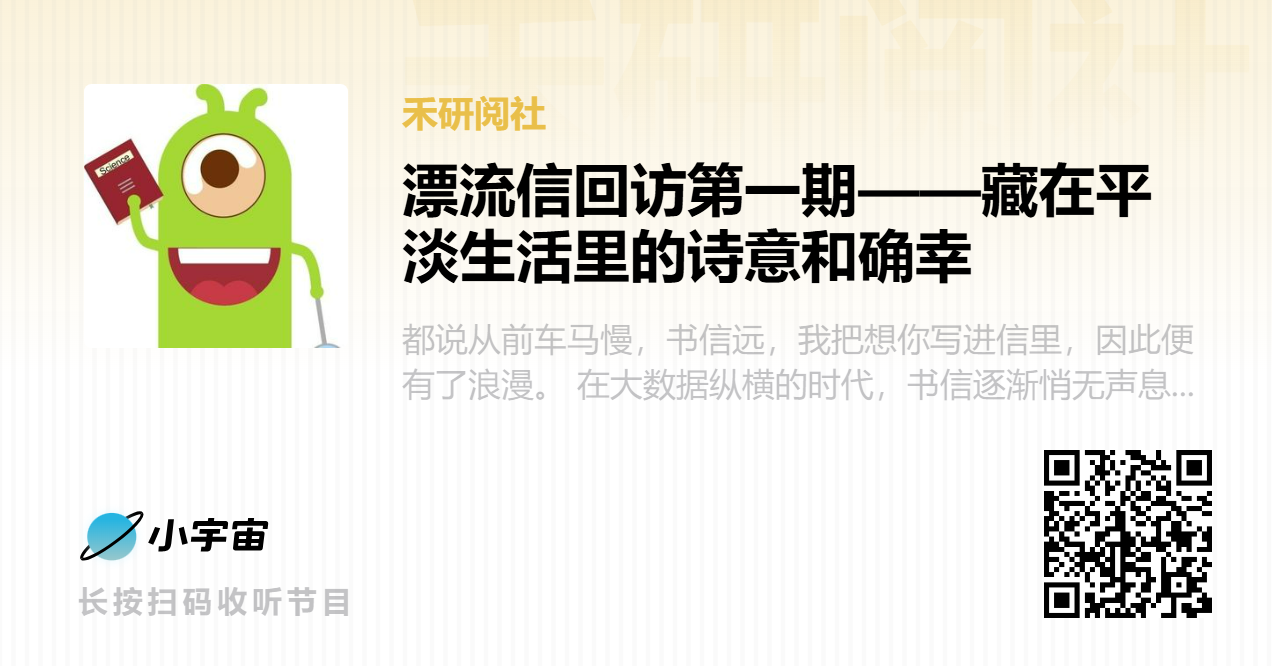 禾研阅社
Science
漂流信回访第一期——藏在平
淡生活里的诗意和确幸
都说从前车马慢，书信远，我把想你写进信里，因此便
有了浪漫。 在大数据纵横的时代，书信逐渐悄无声息...
小宇宙
长按扫码收听节目